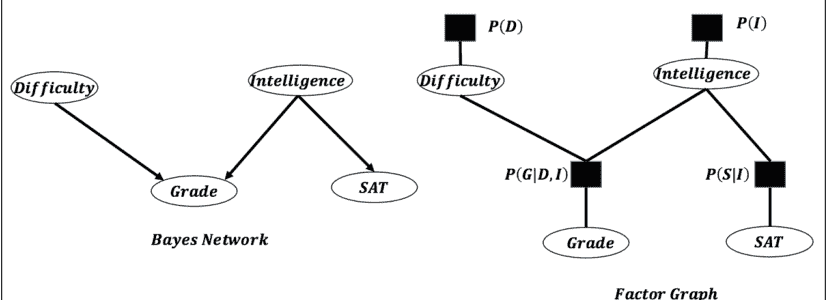 P(D)
P(I)
Difficulty
Intelligence
Difficulty
Intelligence
Grade
SAT
P(G|D,I)
P(S|I)
Bayes Network
Grade
SAT
Factor Graph